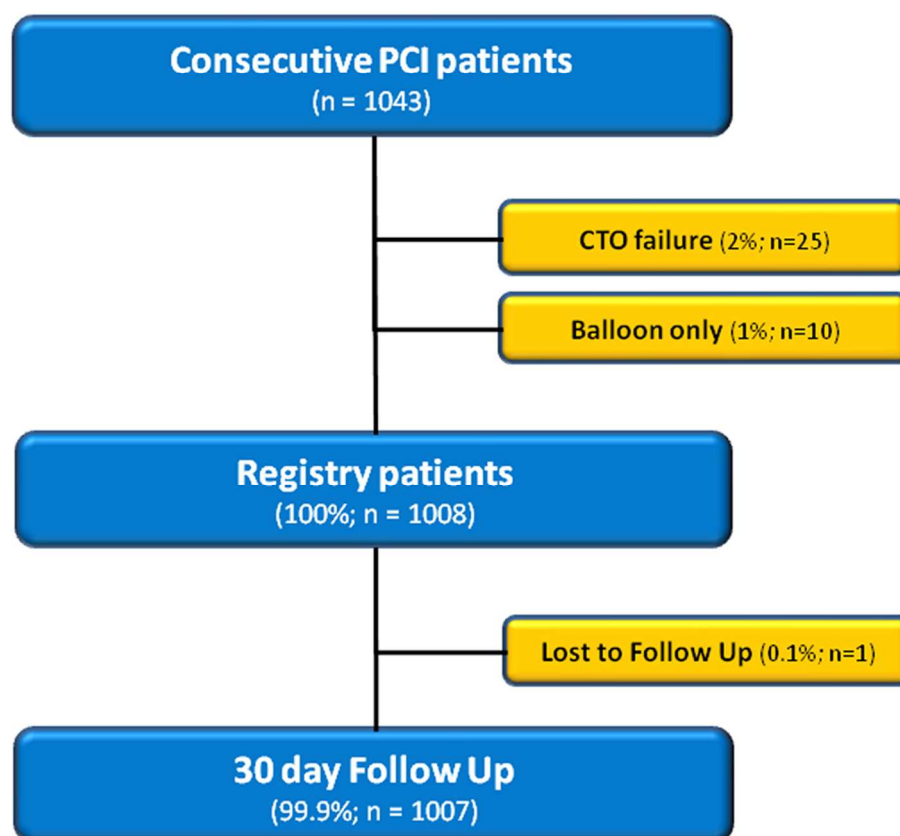 Consecutive PCI patients
(n = 1043)
CTO failure (2%; n=25)
Balloon only (1%; n=10)
Registry patients
(100%; n = 1008)
Lost to Follow Up (0.1%; n=1)
30 day Follow Up
(99.9%; n = 1007)